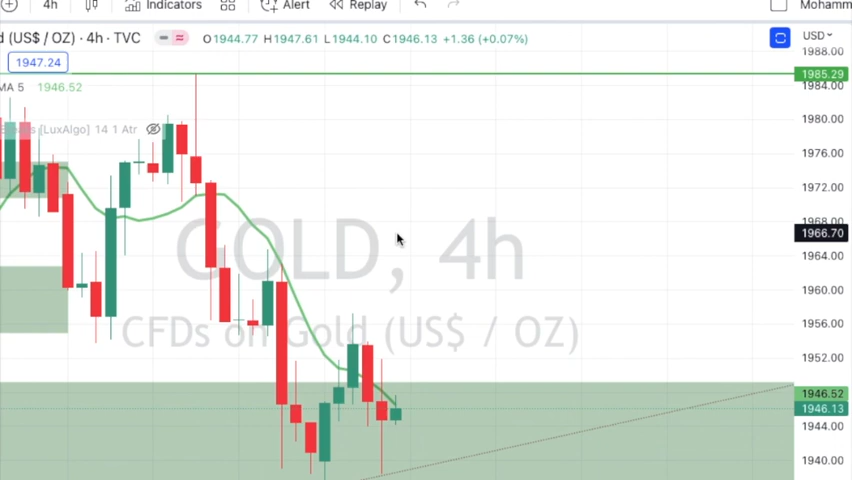 4h Indicators Alert Replay Mohamm
d (US$ / OZ) · 4h · TVC O1944.77 H1947.61 L1944.10 C1946.13 +1.36 (+0.07%) USD
1947.24
MA 5 1946.52
[LuxAlgo] 14 1 Atr
GOLD, 4h
CFDs on Gold (US$ / OZ)
1988.00
1985.29
1984.00
1980.00
1976.00
1972.00
1968.00
1966.70
1964.00
1960.00
1956.00
1952.00
1946.52
1946.13
1944.00
1940.00